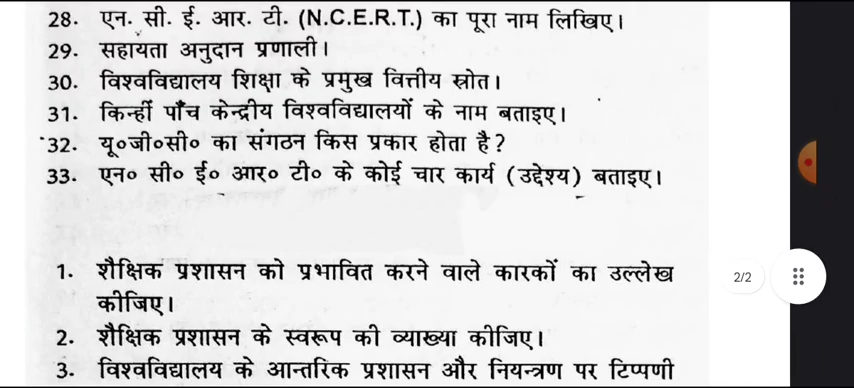 28. एन. सी. ई. आर. टी. (N.C.E.R.T.) का पूरा नाम लिखिए।
29. सहायता अनुदान प्रणाली।
30. विश्वविद्यालय शिक्षा के प्रमुख वित्तीय स्रोत।
31. किन्हीं पाँच केन्द्रीय विश्वविद्यालयों के नाम बताइए।
32. यू०जी०सी० का संगठन किस प्रकार होता है?
33. एन० सी० ई० आर० टी० के कोई चार कार्य (उद्देश्य) बताइए।
1. शैक्षिक प्रशासन को प्रभावित करने वाले कारकों का उल्लेख
कीजिए।
2/2
2. शैक्षिक प्रशासन के स्वरूप की व्याख्या कीजिए।
3. विश्वविद्यालय के आन्तरिक प्रशासन और नियन्त्रण पर टिप्पणी